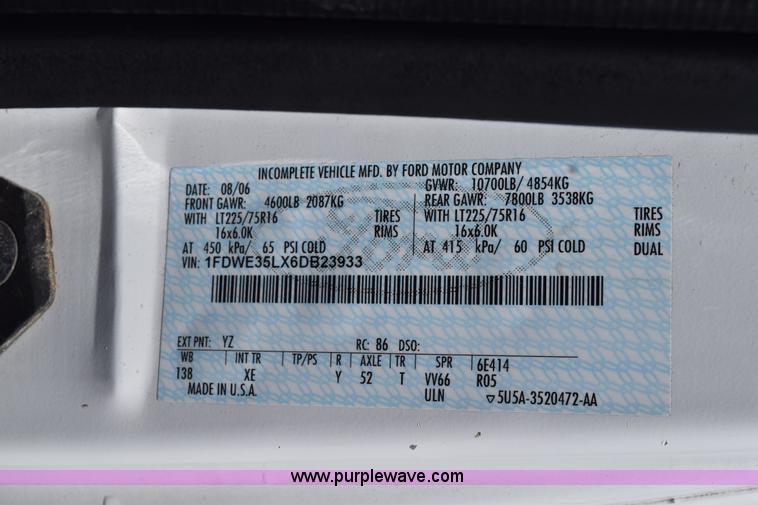 INCOMPLETE VEHICLE MFD. BY FORD MOTOR COMPANY
DATE: 08/06 GVWR: 10700LB/ 4854KG
FRONT GAWR: 4600LB 2087KG REAR GAWR: 7800LB 3538KG
WITH LT225/75R16 TIRES WITH LT225/75R16 TIRES
16x6.0K RIMS 16x6.0K RIMS
AT 450 kPa/ 65 PSI COLD AT 415 kPa/ 60 PSI COLD DUAL
VIN: 1FDWE35LX6DB23933
EXT PNT: YZ RC: 86 DSO:
WB INT TR TP/PS R AXLE TR SPR 6E414
138 XE Y 52 T VV66 R05
MADE IN U.S.A. ULN ▽5U5A-3520472-AA
www.purplewave.com